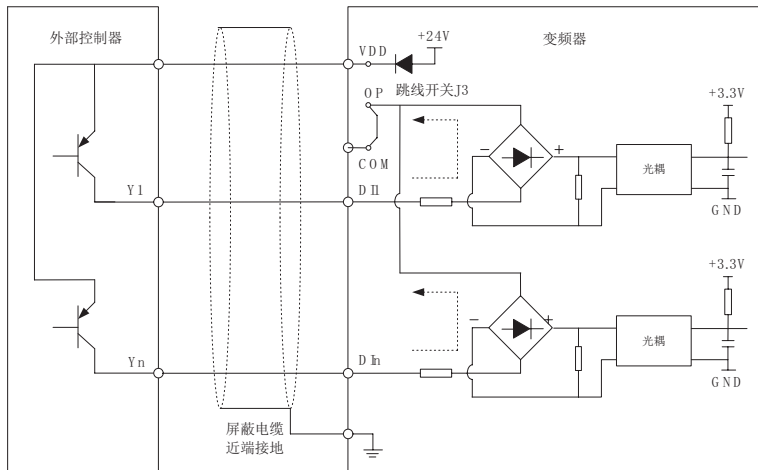 外部控制器
变频器
+24V
VDD
跳线开关J3
OP
COM
+3.3V
− +
光耦
Y1
DI1
GND
+3.3V
− +
光耦
Yn
DIn
GND
屏蔽电缆
近端接地